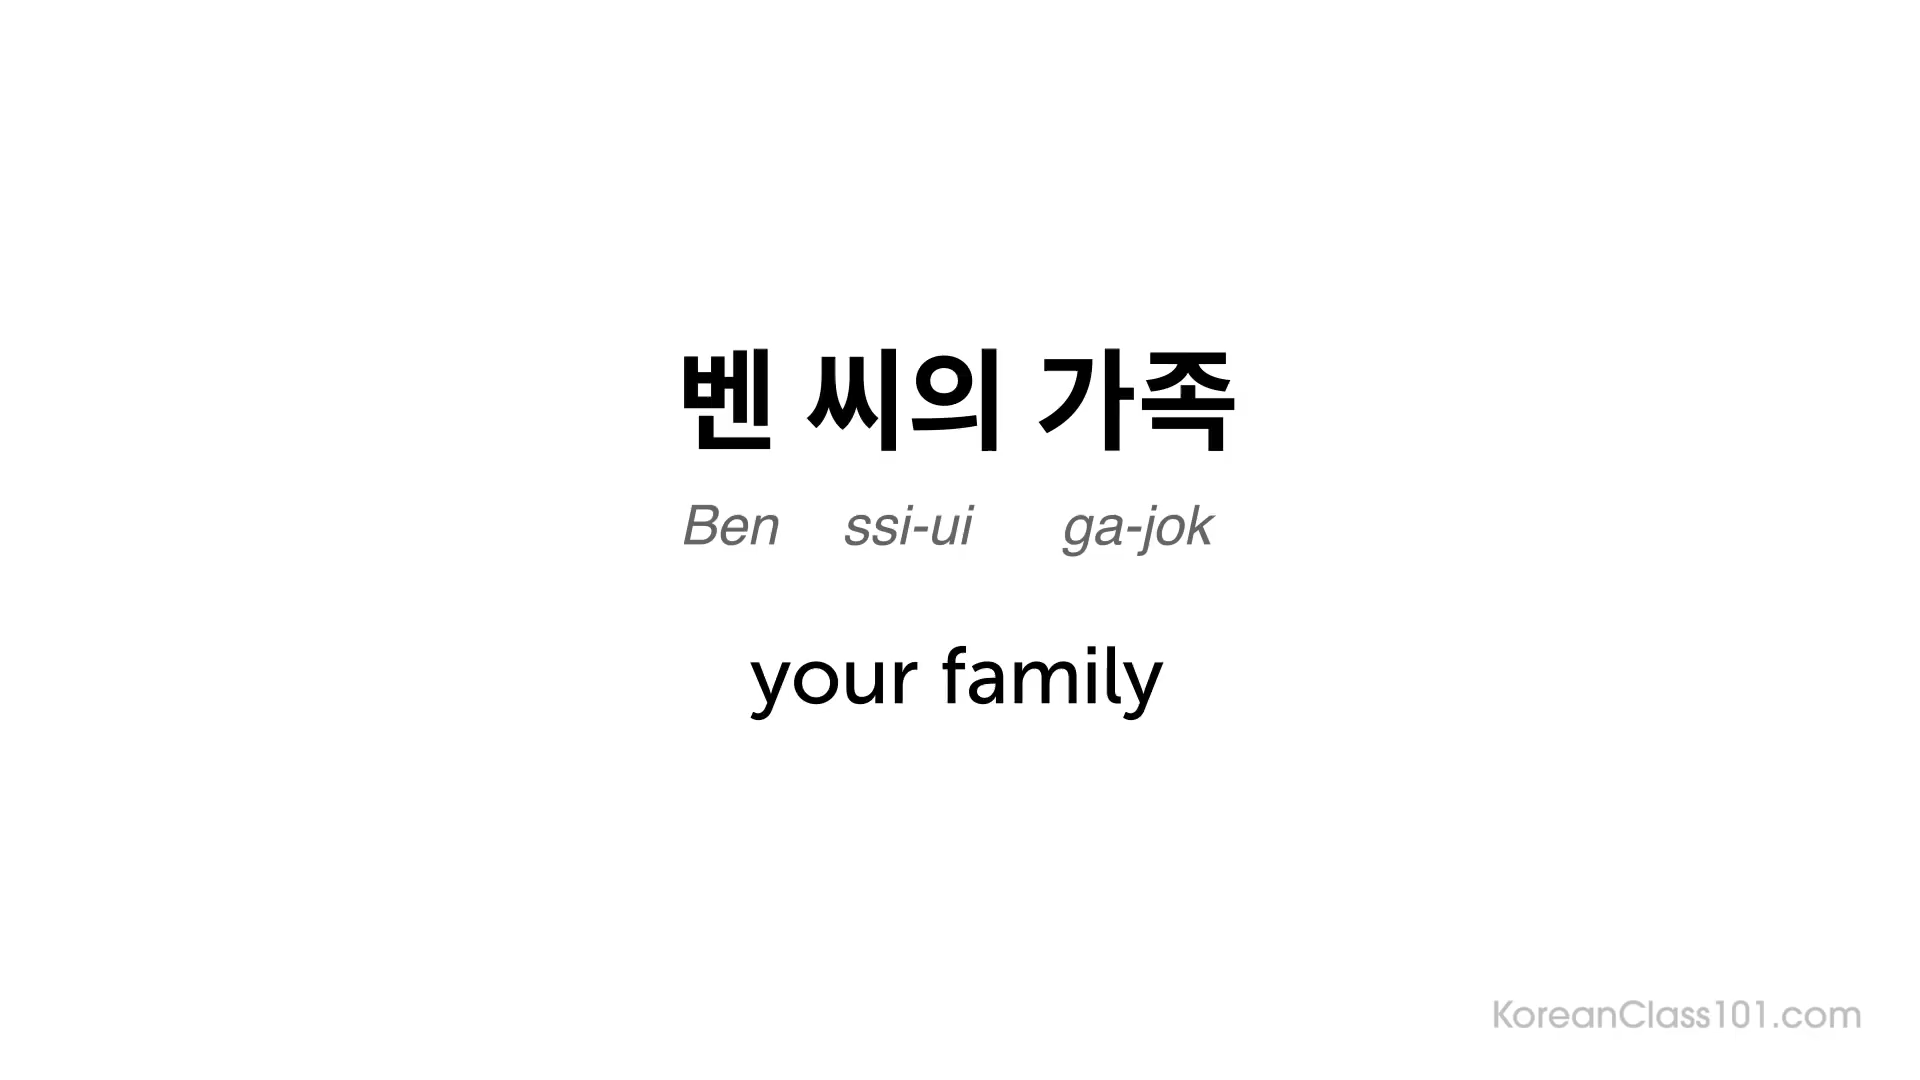 벤 씨의 가족
Ben ssi-ui ga-jok
your family
KoreanClass101.com